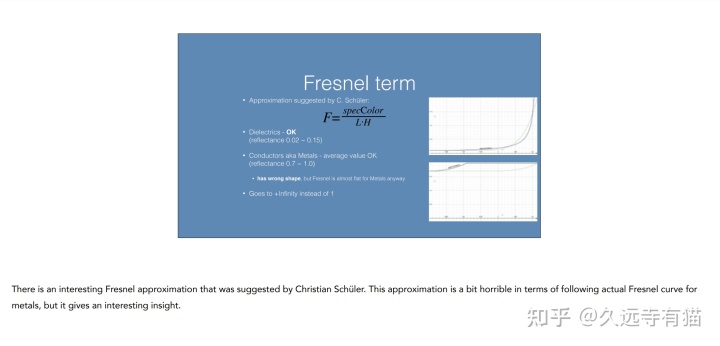 Fresnel term
• Approximation suggested by C. Schüler:
F = specColor / L·H
• Dielectrics - OK
(reflectance 0.02 – 0.15)
• Conductors aka Metals - average value OK
(reflectance 0.7 – 1.0)
• has wrong shape, but Fresnel is almost flat for Metals anyway
• Goes to +Infinity instead of 1
There is an interesting Fresnel approximation that was suggested by Christian Schüler. This approximation is a bit horrible in terms of following actual Fresnel curve for
metals, but it gives an interesting insight.
知乎 @久远寺有猫